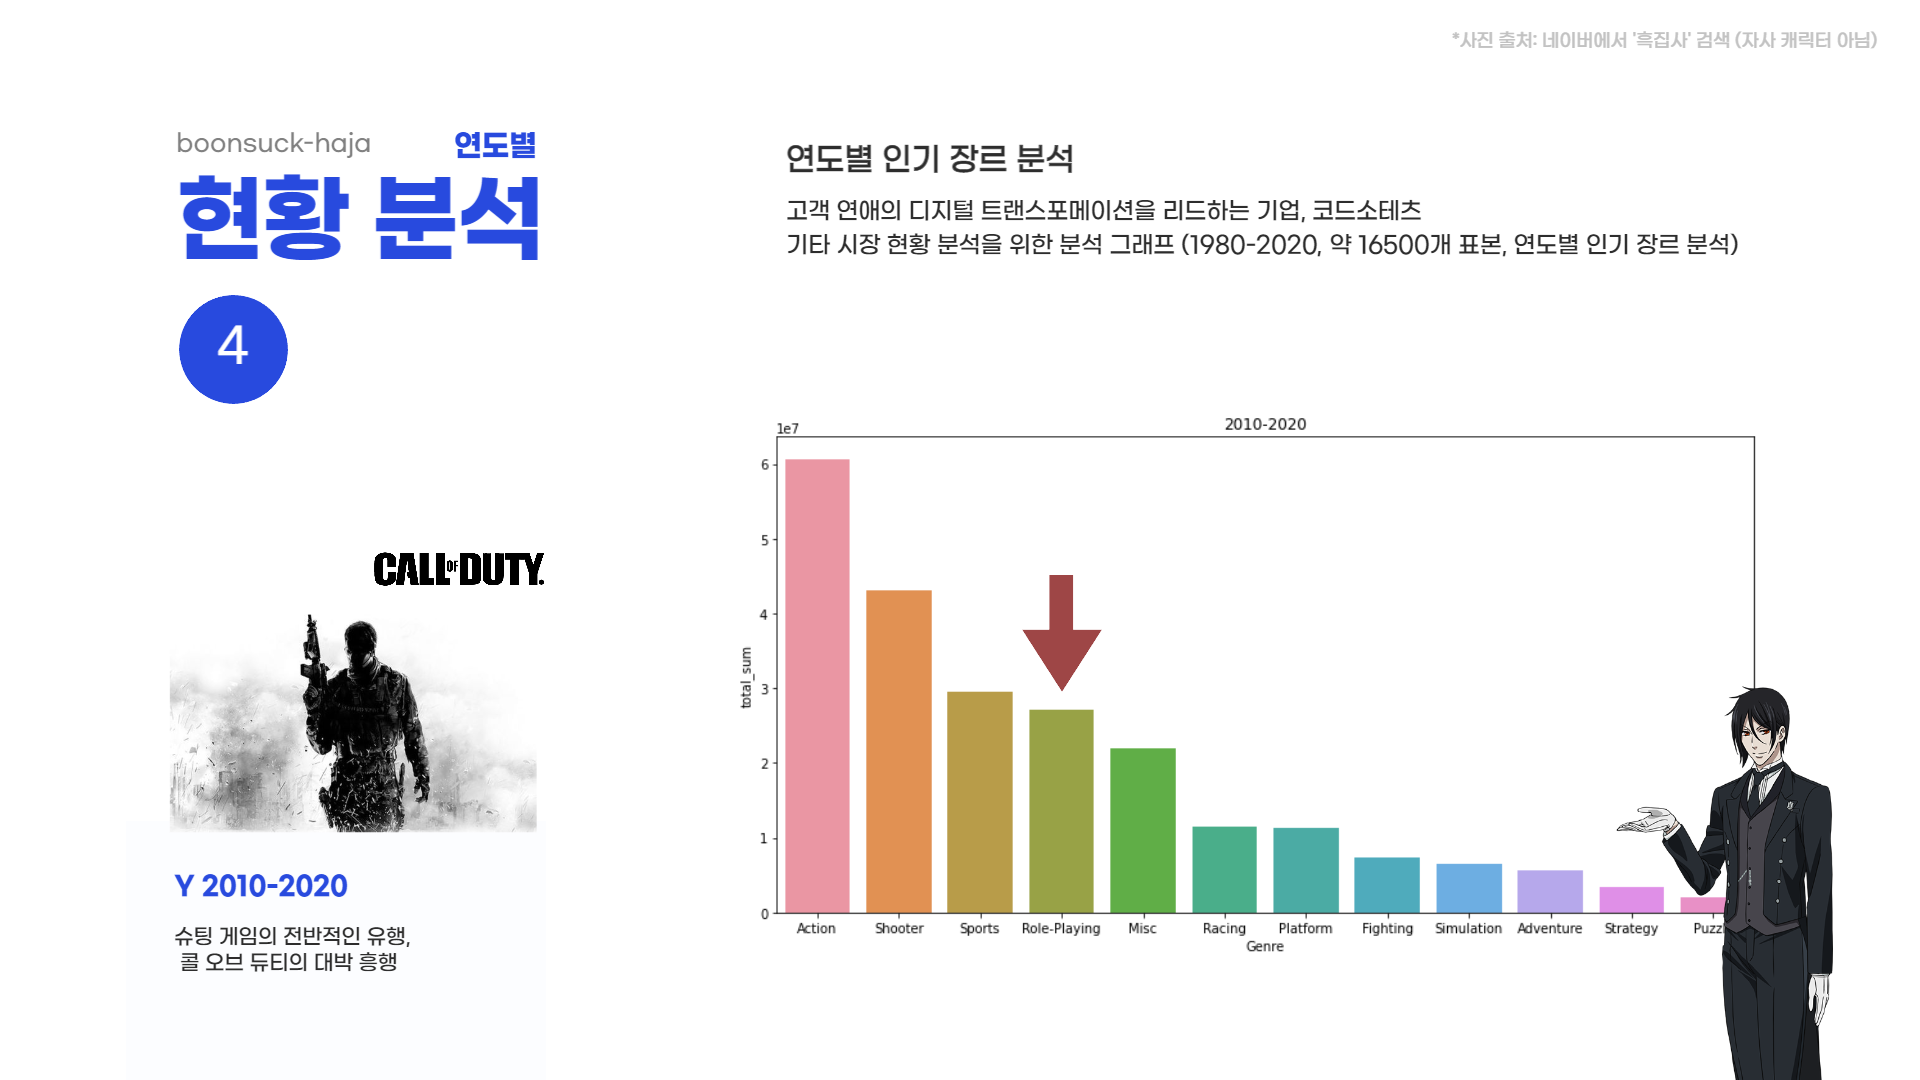 *사진 출처: 네이버에서 '흑집사' 검색 (자사 캐릭터 아님)
boonsuck-haja
연도별
현황 분석
4
연도별 인기 장르 분석
고객 연애의 디지털 트랜스포메이션을 리드하는 기업, 코드소테츠
기타 시장 현황 분석을 위한 분석 그래프 (1980-2020, 약 16500개 표본, 연도별 인기 장르 분석)
CALL OF DUTY.
Y 2010-2020
슈팅 게임의 전반적인 유행,
콜 오브 듀티의 대박 흥행
2010-2020
1e7
6
5
4
3
2
1
0
total_sum
Action Shooter Sports Role-Playing Misc Racing Platform Fighting Simulation Adventure Strategy Puzzl
Genre